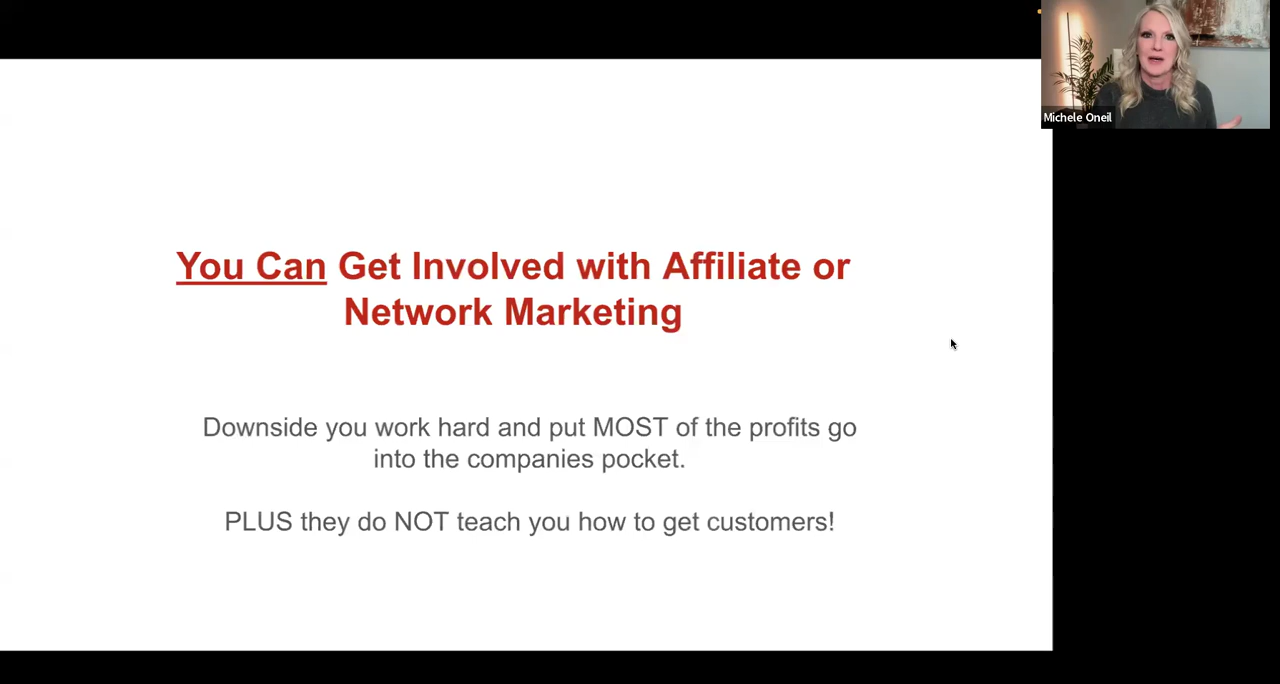 Michele Oneil
You Can Get Involved with Affiliate or
Network Marketing
Downside you work hard and put MOST of the profits go
into the companies pocket.
PLUS they do NOT teach you how to get customers!